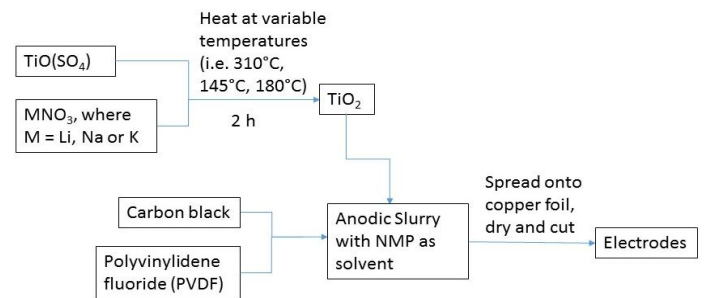 Heat at variable
temperatures
(i.e. 310°C,
145°C, 180°C)
2 h
TiO(SO₄)
MNO₃, where
M = Li, Na or K
TiO₂
Carbon black
Polyvinylidene
fluoride (PVDF)
Anodic Slurry
with NMP as
solvent
Spread onto
copper foil,
dry and cut
Electrodes